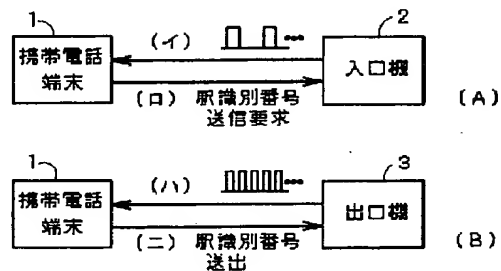 1
携帯電話
端末
(イ)
2
入口機
(ロ) 駅識別番号
送信要求
(A)
1
携帯電話
端末
(ハ)
3
出口機
(ニ) 駅識別番号
送出
(B)